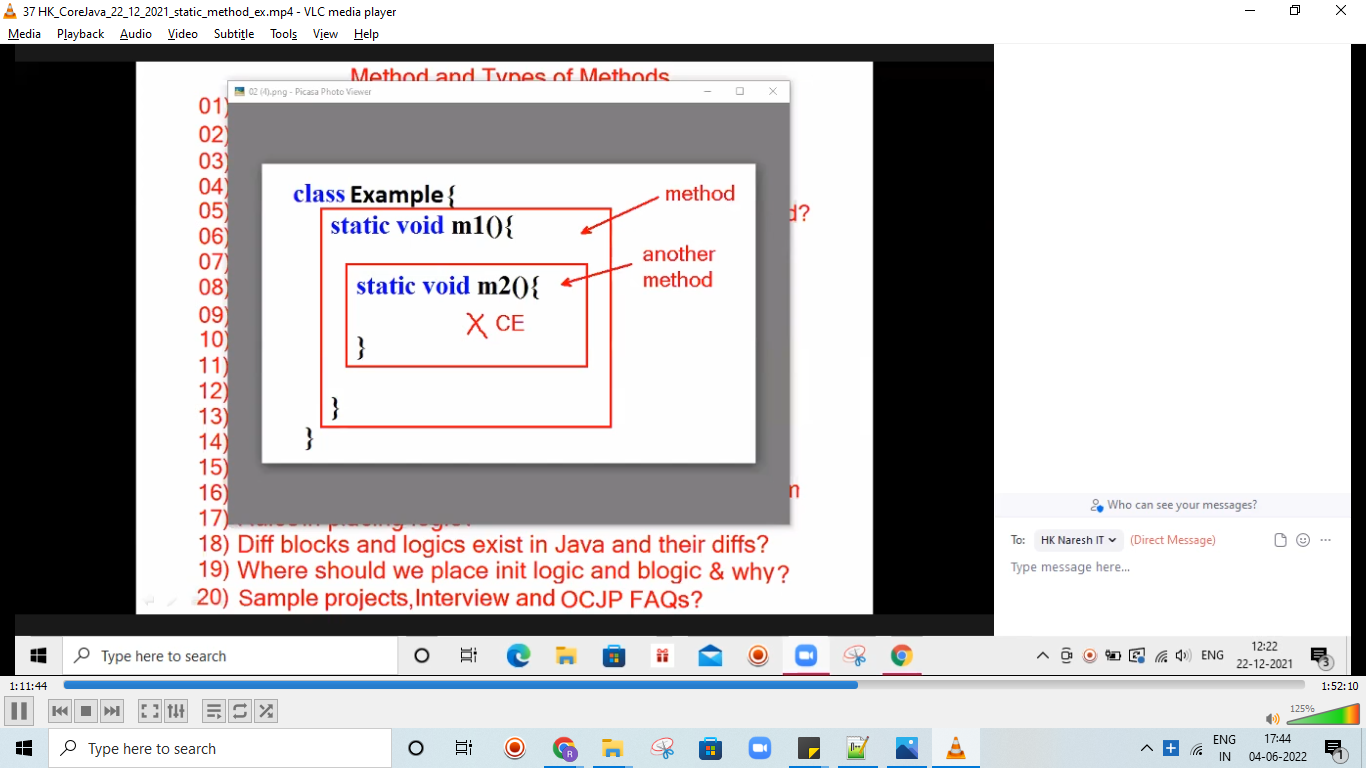 37 HK_CoreJava_22_12_2021_static_method_ex.mp4 - VLC media player
Media Playback Audio Video Subtitle Tools View Help
Method and Types of Methods
02 (4).png - Picasa Photo Viewer
01)
02)
03)
04)
05) d?
06)
07)
08)
09)
10)
11)
12)
13)
14)
15)
16)
17)
class Example{
method
static void m1(){
another
method
static void m2(){
X CE
}
}
}
18) Diff blocks and logics exist in Java and their diffs?
19) Where should we place init logic and blogic & why?
20) Sample projects,Interview and OCJP FAQs?
Who can see your messages?
To: HK Naresh IT (Direct Message)
Type message here...
Type here to search
ENG
12:22
22-12-2021
3
1:11:44
1:52:10
125%
Type here to search
ENG
IN
17:44
04-06-2022
1